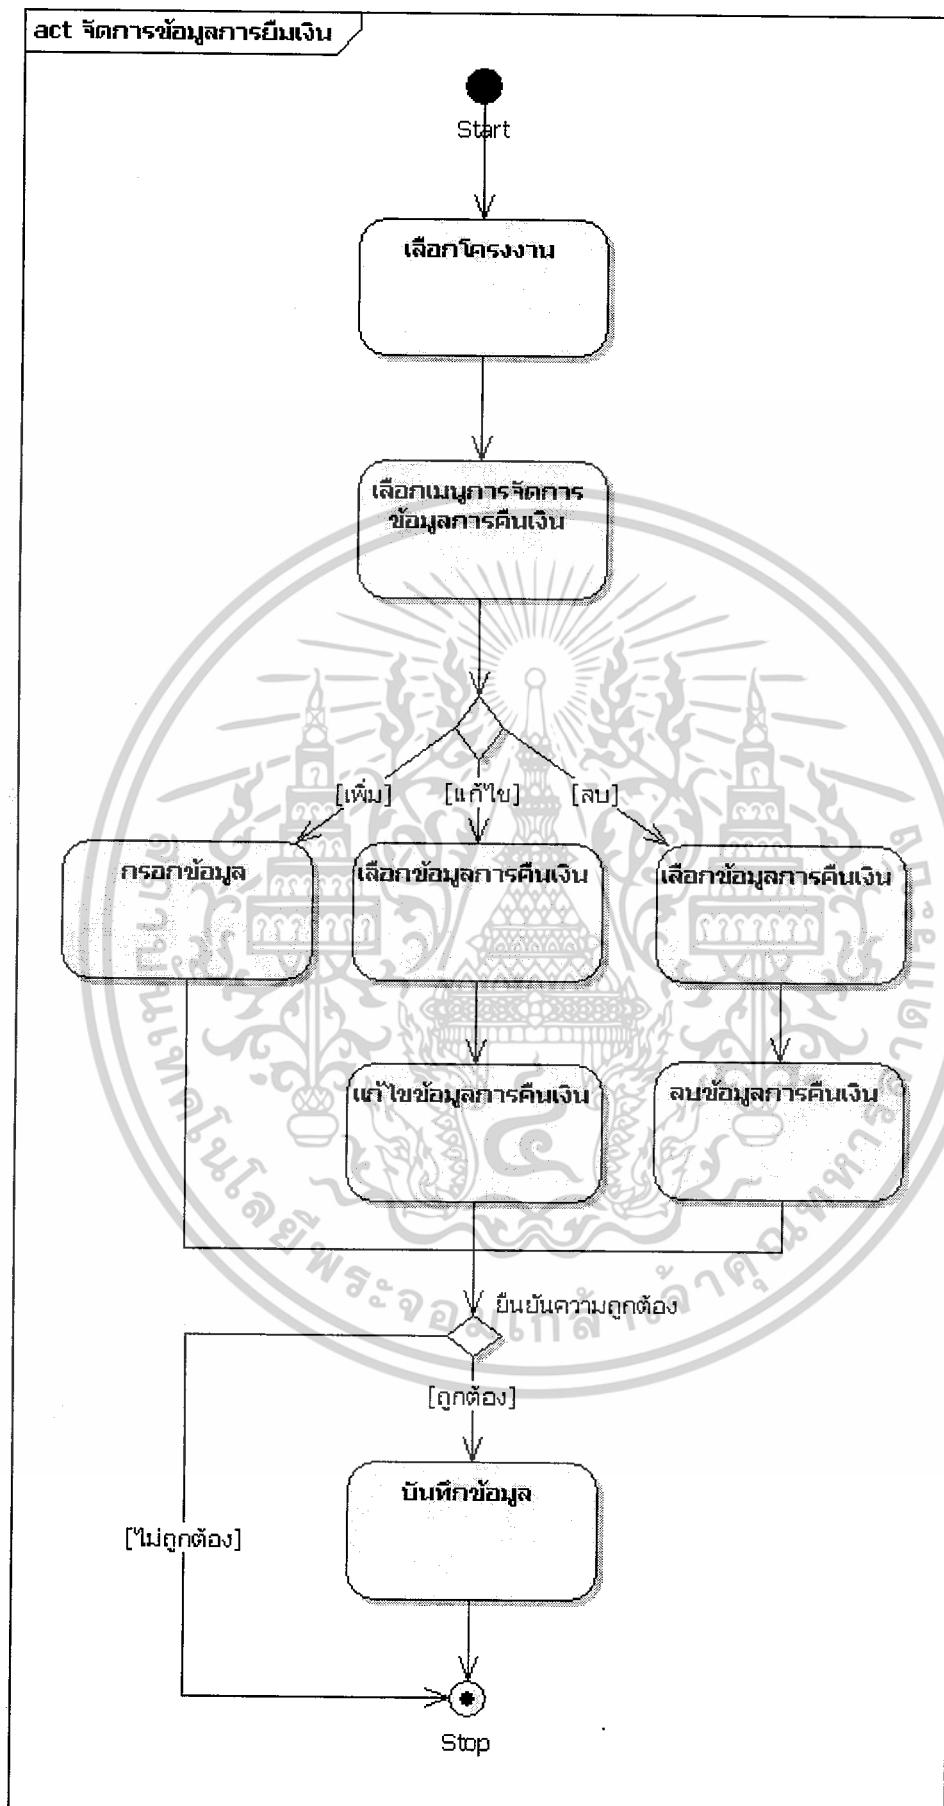 act จัดการข้อมูลการยืมเงิน
Start
เลือกโครงงาน
เลือกเมนูการจัดการ
ข้อมูลการคืนเงิน
[เพิ่ม]
[แก้ไข]
[ลบ]
กรอกข้อมูล
เลือกข้อมูลการคืนเงิน
เลือกข้อมูลการคืนเงิน
แก้ไขข้อมูลการคืนเงิน
ลบข้อมูลการคืนเงิน
ยืนยันความถูกต้อง
[ถูกต้อง]
บันทึกข้อมูล
[ไม่ถูกต้อง]
Stop